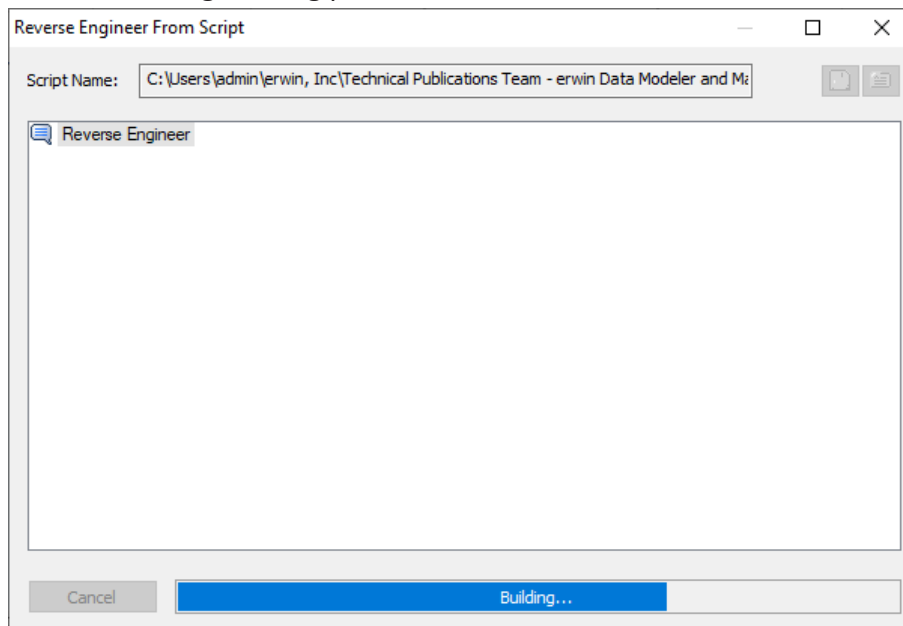 Reverse Engineer From Script
Script Name: C:\Users\admin\erwin, Inc\Technical Publications Team - erwin Data Modeler and Ma
Reverse Engineer
Cancel Building...